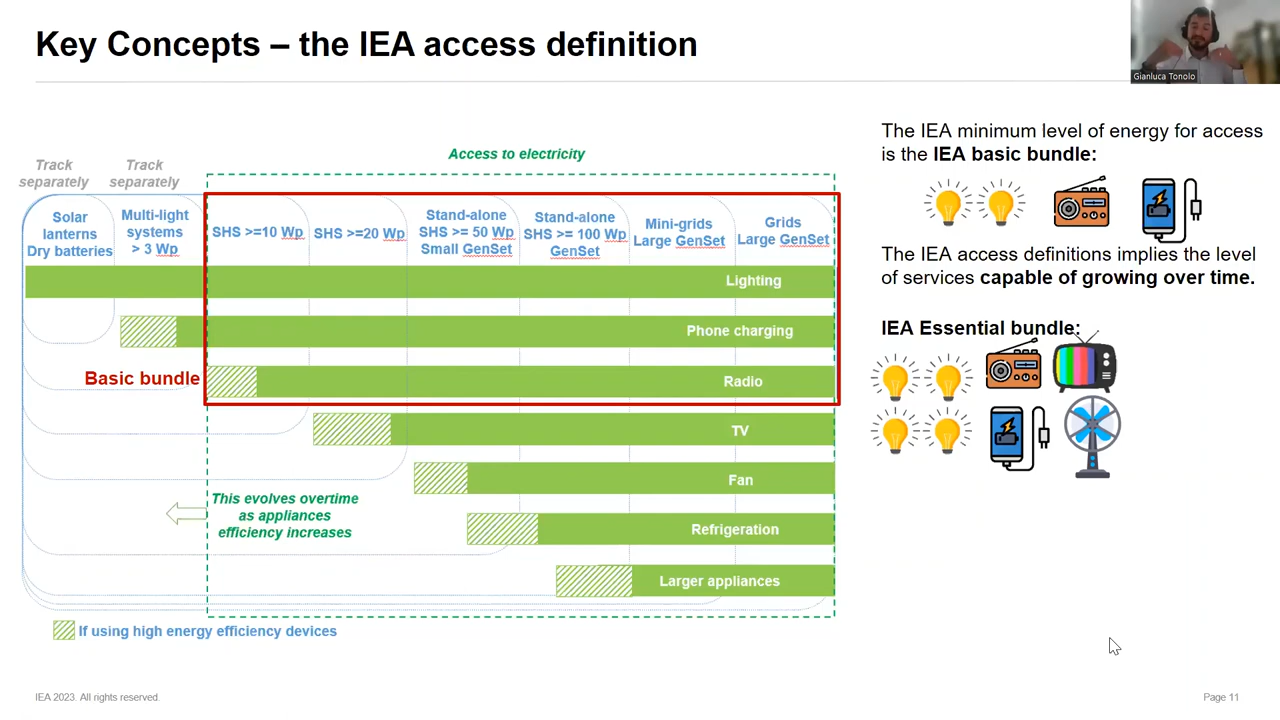 Key Concepts – the IEA access definition
Gianluca Tonolo
Track
separately
Track
separately
Access to electricity
Solar
lanterns
Dry batteries
Multi-light
systems
> 3 Wp
SHS >=10 Wp
SHS >=20 Wp
Stand-alone
SHS >= 50 Wp
Small GenSet
Stand-alone
SHS >= 100 Wp
GenSet
Mini-grids
Large GenSet
Grids
Large GenSet
Lighting
Phone charging
Basic bundle
Radio
TV
Fan
Refrigeration
Larger appliances
This evolves overtime
as appliances
efficiency increases
If using high energy efficiency devices
The IEA minimum level of energy for access
is the IEA basic bundle:
The IEA access definitions implies the level
of services capable of growing over time.
IEA Essential bundle:
IEA 2023. All rights reserved.
Page 11